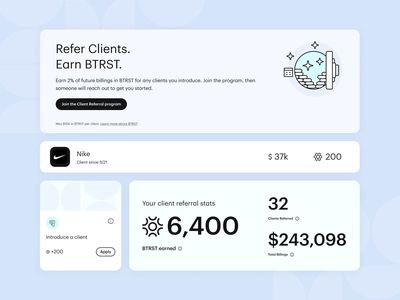 Refer Clients.
Earn BTRST.
Earn 2% of future billings in BTRST for any clients you introduce. Join the program, then
someone will reach out to get you started.
Join the Client Referral program
BTRST per client. Learn more about BTRST
Nike
Client since 5/21
$ 37k
200
Introduce a client
+200
Apply
Your client referral stats
6,400
BTRST earned
32
Clients Referred
$243,098
Total Billings